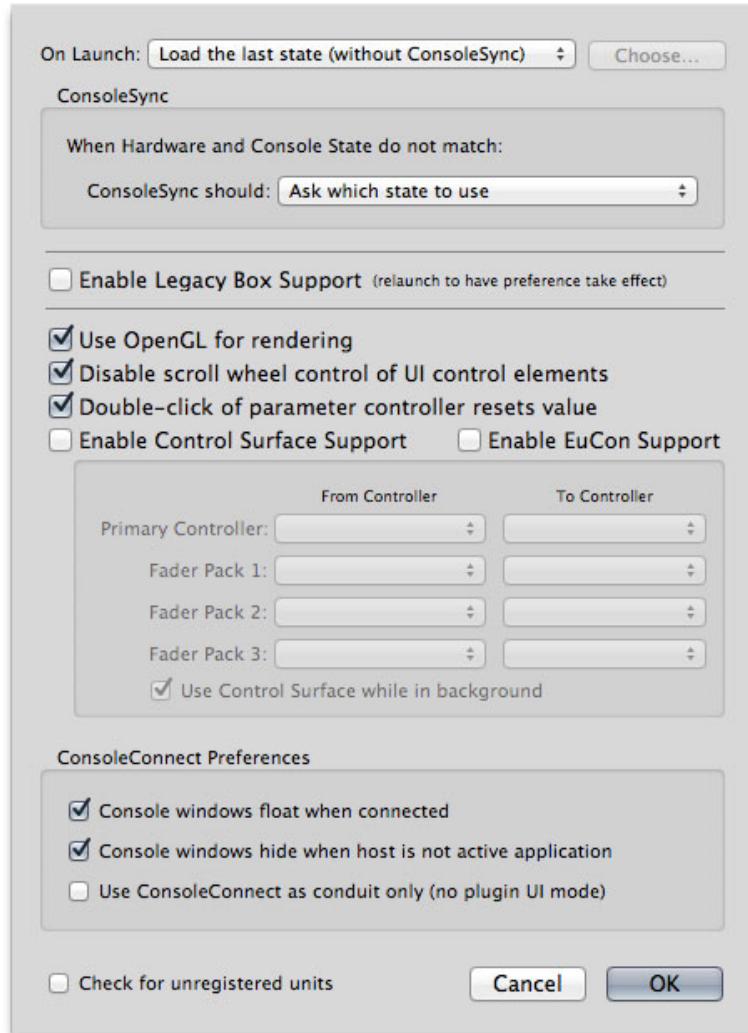 On Launch: Load the last state (without ConsoleSync) Choose...
ConsoleSync
When Hardware and Console State do not match:
ConsoleSync should: Ask which state to use
Enable Legacy Box Support (relaunch to have preference take effect)
Use OpenGL for rendering
Disable scroll wheel control of UI control elements
Double-click of parameter controller resets value
Enable Control Surface Support Enable EuCon Support
From Controller To Controller
Primary Controller:
Fader Pack 1:
Fader Pack 2:
Fader Pack 3:
Use Control Surface while in background
ConsoleConnect Preferences
Console windows float when connected
Console windows hide when host is not active application
Use ConsoleConnect as conduit only (no plugin UI mode)
Check for unregistered units Cancel OK